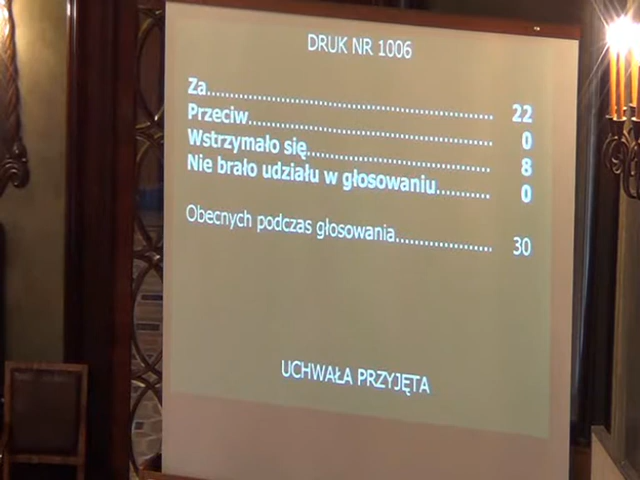 DRUK NR 1006
Za.......................................................... 22
Przeciw.................................................. 0
Wstrzymało się...................................... 8
Nie brało udziału w głosowaniu.......... 0
Obecnych podczas głosowania................. 30
UCHWAŁA PRZYJĘTA